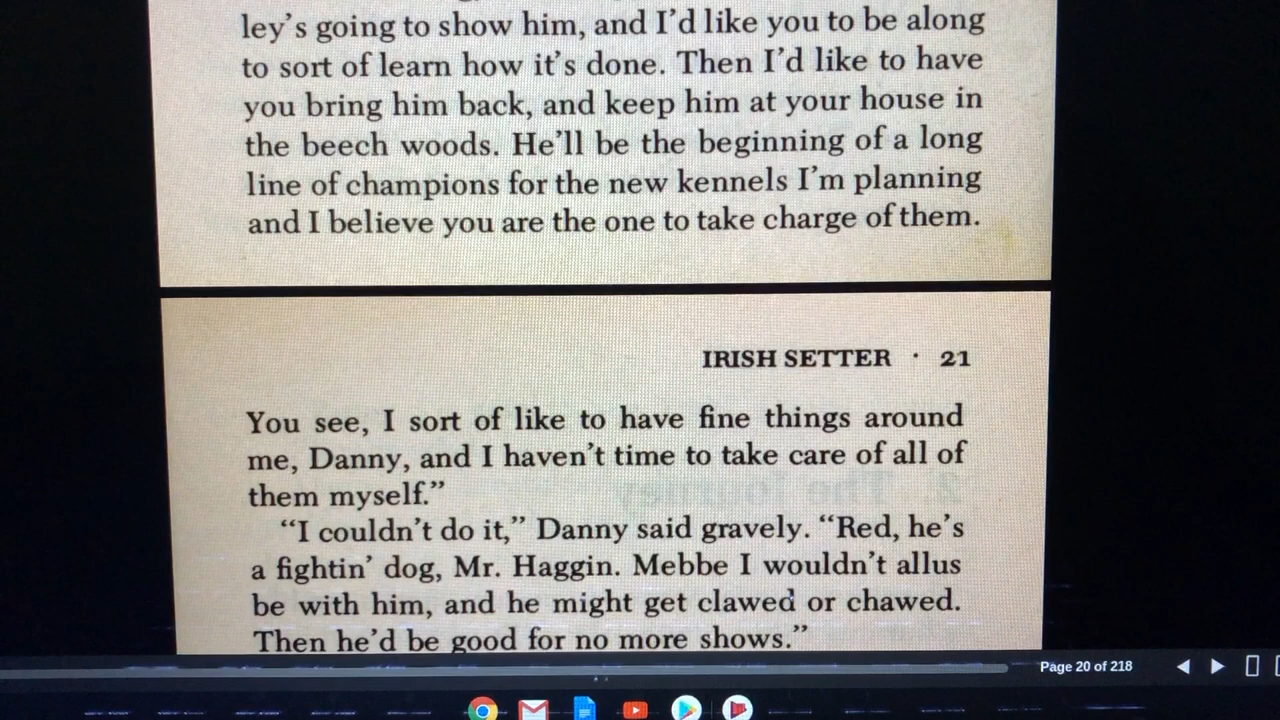 ley's going to show him, and I'd like you to be along
to sort of learn how it's done. Then I'd like to have
you bring him back, and keep him at your house in
the beech woods. He'll be the beginning of a long
line of champions for the new kennels I'm planning
and I believe you are the one to take charge of them.
IRISH SETTER · 21
You see, I sort of like to have fine things around
me, Danny, and I haven't time to take care of all of
them myself.”
“I couldn't do it,” Danny said gravely. “Red, he's
a fightin' dog, Mr. Haggin. Mebbe I wouldn't allus
be with him, and he might get clawed or chawed.
Then he'd be good for no more shows.”
Page 20 of 218